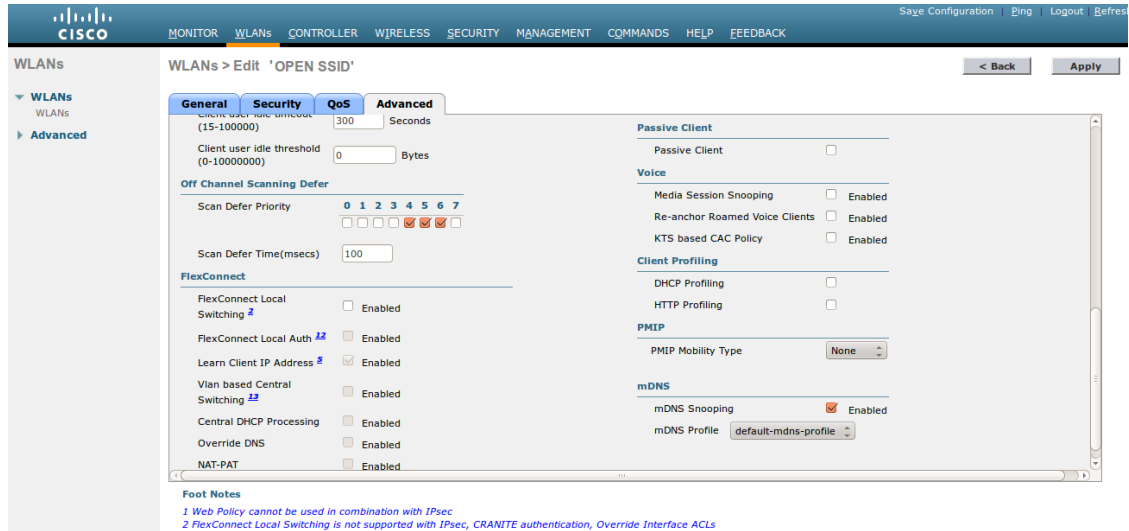 Save Configuration | Ping | Logout | Refresh
CISCO
MONITOR WLANs CONTROLLER WIRELESS SECURITY MANAGEMENT COMMANDS HELP FEEDBACK
WLANs
WLANs > Edit 'OPEN SSID'
< Back
Apply
WLANs
WLANs
Advanced
General Security QoS Advanced
Client user idle timeout
(15-100000)
300 Seconds
Client user idle threshold
(0-10000000)
0 Bytes
Off Channel Scanning Defer
Scan Defer Priority
0 1 2 3 4 5 6 7
Scan Defer Time(msecs) 100
FlexConnect
FlexConnect Local
Switching 2
Enabled
FlexConnect Local Auth 12 Enabled
Learn Client IP Address 5 Enabled
Vlan based Central
Switching 13
Enabled
Central DHCP Processing Enabled
Override DNS Enabled
NAT-PAT Enabled
Passive Client
Passive Client
Voice
Media Session Snooping Enabled
Re-anchor Roamed Voice Clients Enabled
KTS based CAC Policy Enabled
Client Profiling
DHCP Profiling
HTTP Profiling
PMIP
PMIP Mobility Type None
mDNS
mDNS Snooping Enabled
mDNS Profile default-mdns-profile
Foot Notes
1 Web Policy cannot be used in combination with IPsec
2 FlexConnect Local Switching is not supported with IPsec, CRANITE authentication, Override Interface ACLs